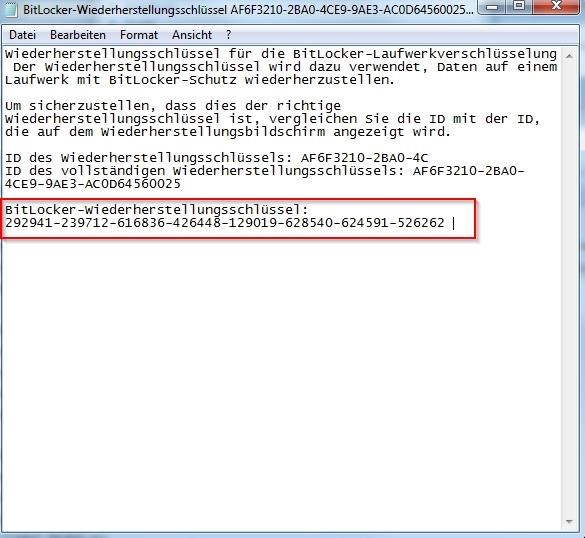 BitLocker-Wiederherstellungsschlüssel AF6F3210-2BA0-4CE9-9AE3-AC0D64560025...
Datei Bearbeiten Format Ansicht ?
Wiederherstellungsschlüssel für die BitLocker-Laufwerkverschlüsselung
Der Wiederherstellungsschlüssel wird dazu verwendet, Daten auf einem
Laufwerk mit BitLocker-Schutz wiederherzustellen.
Um sicherzustellen, dass dies der richtige
Wiederherstellungsschlüssel ist, vergleichen Sie die ID mit der ID,
die auf dem Wiederherstellungsbildschirm angezeigt wird.
ID des Wiederherstellungsschlüssels: AF6F3210-2BA0-4C
ID des vollständigen Wiederherstellungsschlüssels: AF6F3210-2BA0-
4CE9-9AE3-AC0D64560025
BitLocker-Wiederherstellungsschlüssel:
292941-239712-616836-426448-129019-628540-624591-526262